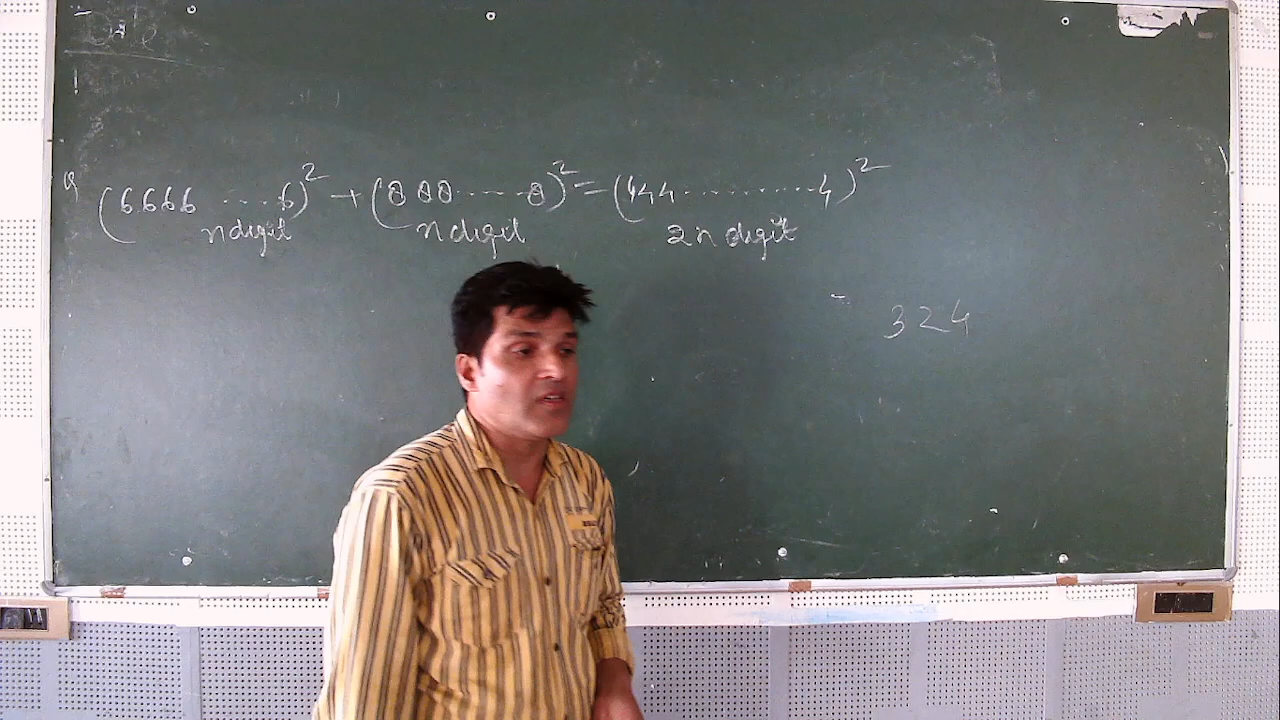 Q (6666 ....6)² + (888-----8)² = (444..........4)²
n digit n digit 2n digit
= 324